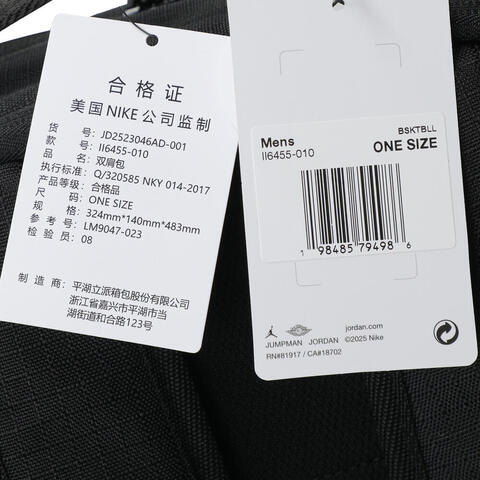 合格证
美国NIKE公司监制
货 号: JD2523046AD-001
款 号: II6455-010
品 名: 双肩包
执行标准: Q/320585 NKY 014-2017
产品等级: 合格品
尺 码: ONE SIZE
规 格: 324mm*140mm*483mm
参 考 号: LM9047-023
检 验 员: 08
制 造 商: 平湖立派箱包股份有限公司
浙江省嘉兴市平湖市当
湖街道和合路123号
BSKTBLL
Mens
ONE SIZE
II6455-010
1 98485 79498 6
JUMPMAN JORDAN
jordan.com
©2025 Nike
RN#81917 / CA#18702